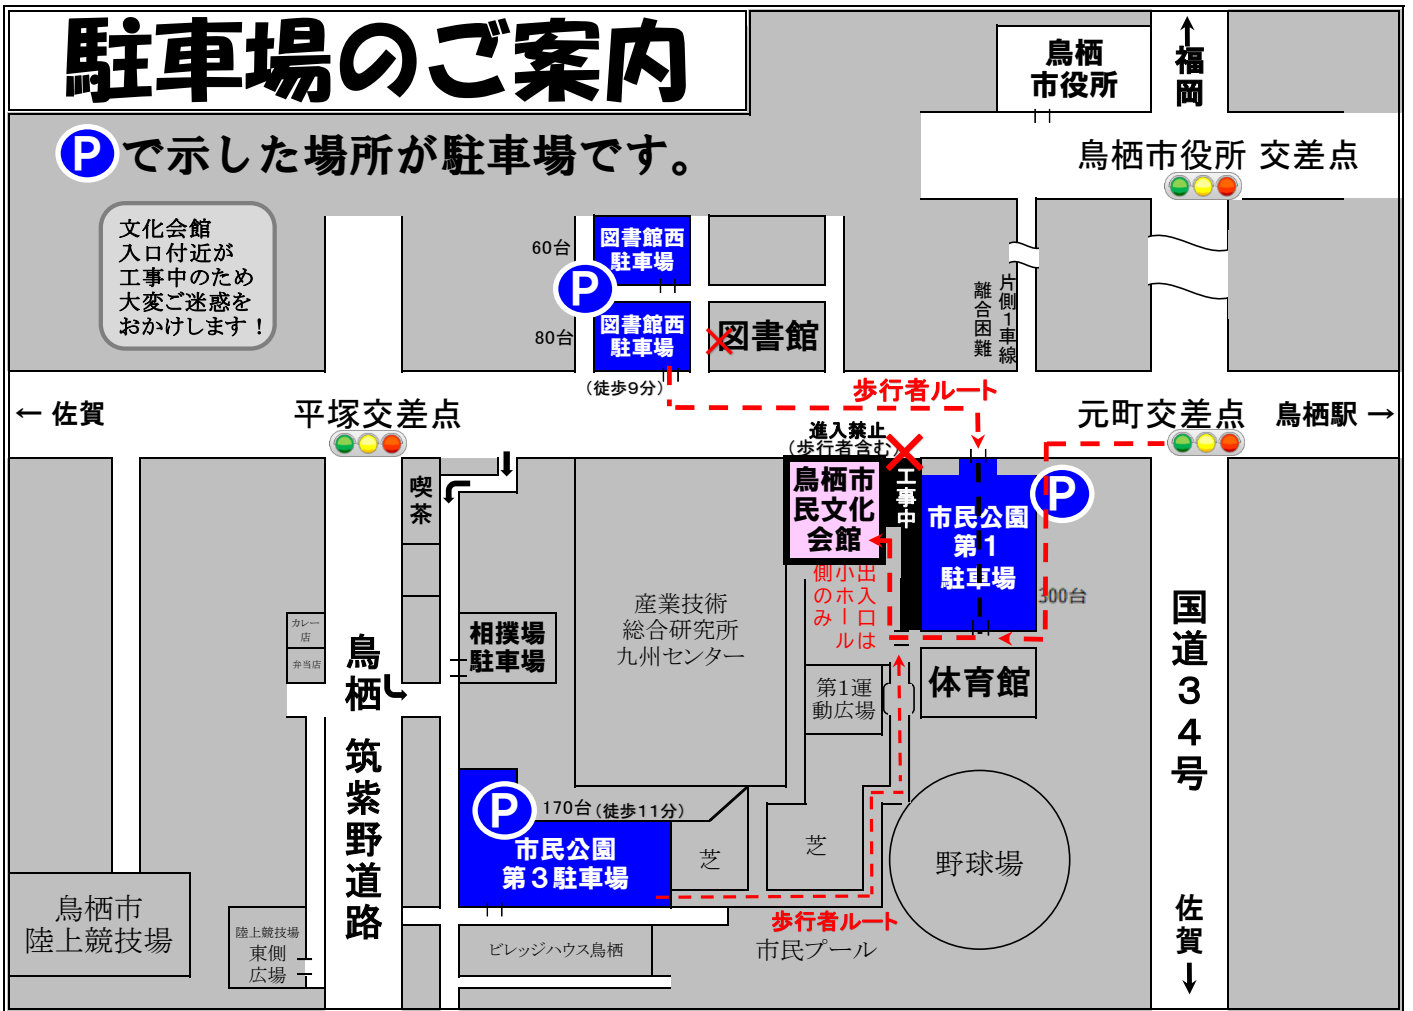 駐車場のご案内
Pで示した場所が駐車場です。
文化会館
入口付近が
工事中のため
大変ご迷惑を
おかけします！
鳥栖
市役所
↑福岡
鳥栖市役所 交差点
60台
図書館西
駐車場
P
80台
図書館西
駐車場
図書館
(徒歩9分)
片側1車線
離合困難
← 佐賀
平塚交差点
歩行者ルート
元町交差点
鳥栖駅 →
進入禁止
(歩行者含む)
鳥栖市
民文化
会館
工事中
市民公園
第1
駐車場
P
300台
出入口は
小ホール
側のみ
喫茶
カレー
店
弁当店
相撲場
駐車場
産業技術
総合研究所
九州センター
第1運
動広場
体育館
国道34号
鳥栖 筑紫野道路
P
170台(徒歩11分)
市民公園
第3駐車場
芝
芝
野球場
鳥栖市
陸上競技場
陸上競技場
東側
広場
ビレッジハウス鳥栖
歩行者ルート
市民プール
佐賀↓